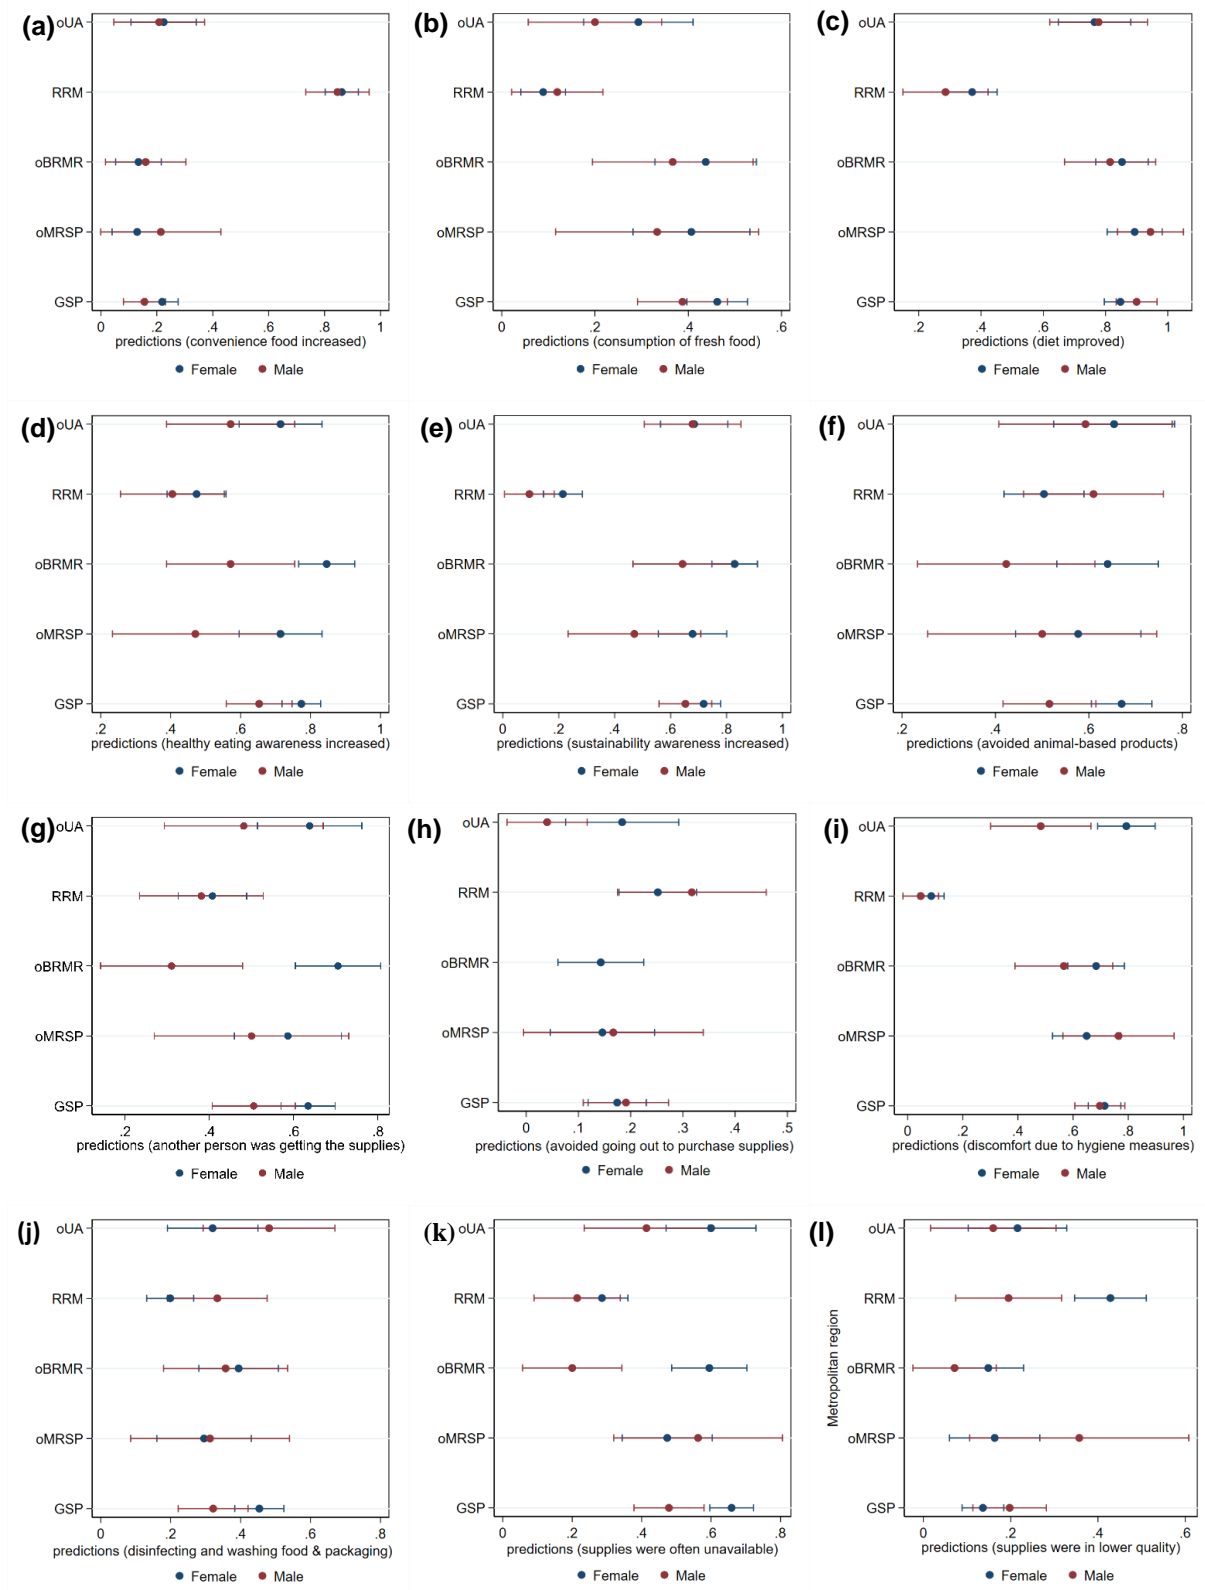 (a)
oUA
RRM
oBRMR
oMRSP
GSP
0 .2 .4 .6 .8 1
predictions (convenience food increased)
Female Male
(b)
oUA
RRM
oBRMR
oMRSP
GSP
0 .2 .4 .6
predictions (consumption of fresh food)
Female Male
(c)
oUA
RRM
oBRMR
oMRSP
GSP
.2 .4 .6 .8 1
predictions (diet improved)
Female Male
(d)
oUA
RRM
oBRMR
oMRSP
GSP
.2 .4 .6 .8 1
predictions (healthy eating awareness increased)
Female Male
(e)
oUA
RRM
oBRMR
oMRSP
GSP
0 .2 .4 .6 .8 1
predictions (sustainability awareness increased)
Female Male
(f)
oUA
RRM
oBRMR
oMRSP
GSP
.2 .4 .6 .8
predictions (avoided animal-based products)
Female Male
(g)
oUA
RRM
oBRMR
oMRSP
GSP
.2 .4 .6 .8
predictions (another person was getting the supplies)
Female Male
(h)
oUA
RRM
oBRMR
oMRSP
GSP
0 .1 .2 .3 .4 .5
predictions (avoided going out to purchase supplies)
Female Male
(i)
oUA
RRM
oBRMR
oMRSP
GSP
0 .2 .4 .6 .8 1
predictions (discomfort due to hygiene measures)
Female Male
(j)
oUA
RRM
oBRMR
oMRSP
GSP
0 .2 .4 .6 .8
predictions (disinfecting and washing food & packaging)
Female Male
(k)
oUA
RRM
oBRMR
oMRSP
GSP
0 .2 .4 .6 .8
predictions (supplies were often unavailable)
Female Male
(l)
Metropolitan region
oUA
RRM
oBRMR
oMRSP
GSP
0 .2 .4 .6
predictions (supplies were in lower quality)
Female Male